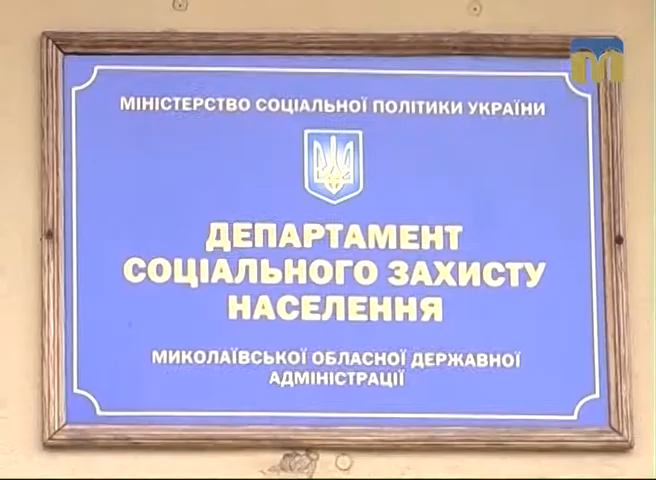 МІНІСТЕРСТВО СОЦІАЛЬНОЇ ПОЛІТИКИ УКРАЇНИ
ДЕПАРТАМЕНТ
СОЦІАЛЬНОГО ЗАХИСТУ
НАСЕЛЕННЯ
МИКОЛАЇВСЬКОЇ ОБЛАСНОЇ ДЕРЖАВНОЇ
АДМІНІСТРАЦІЇ